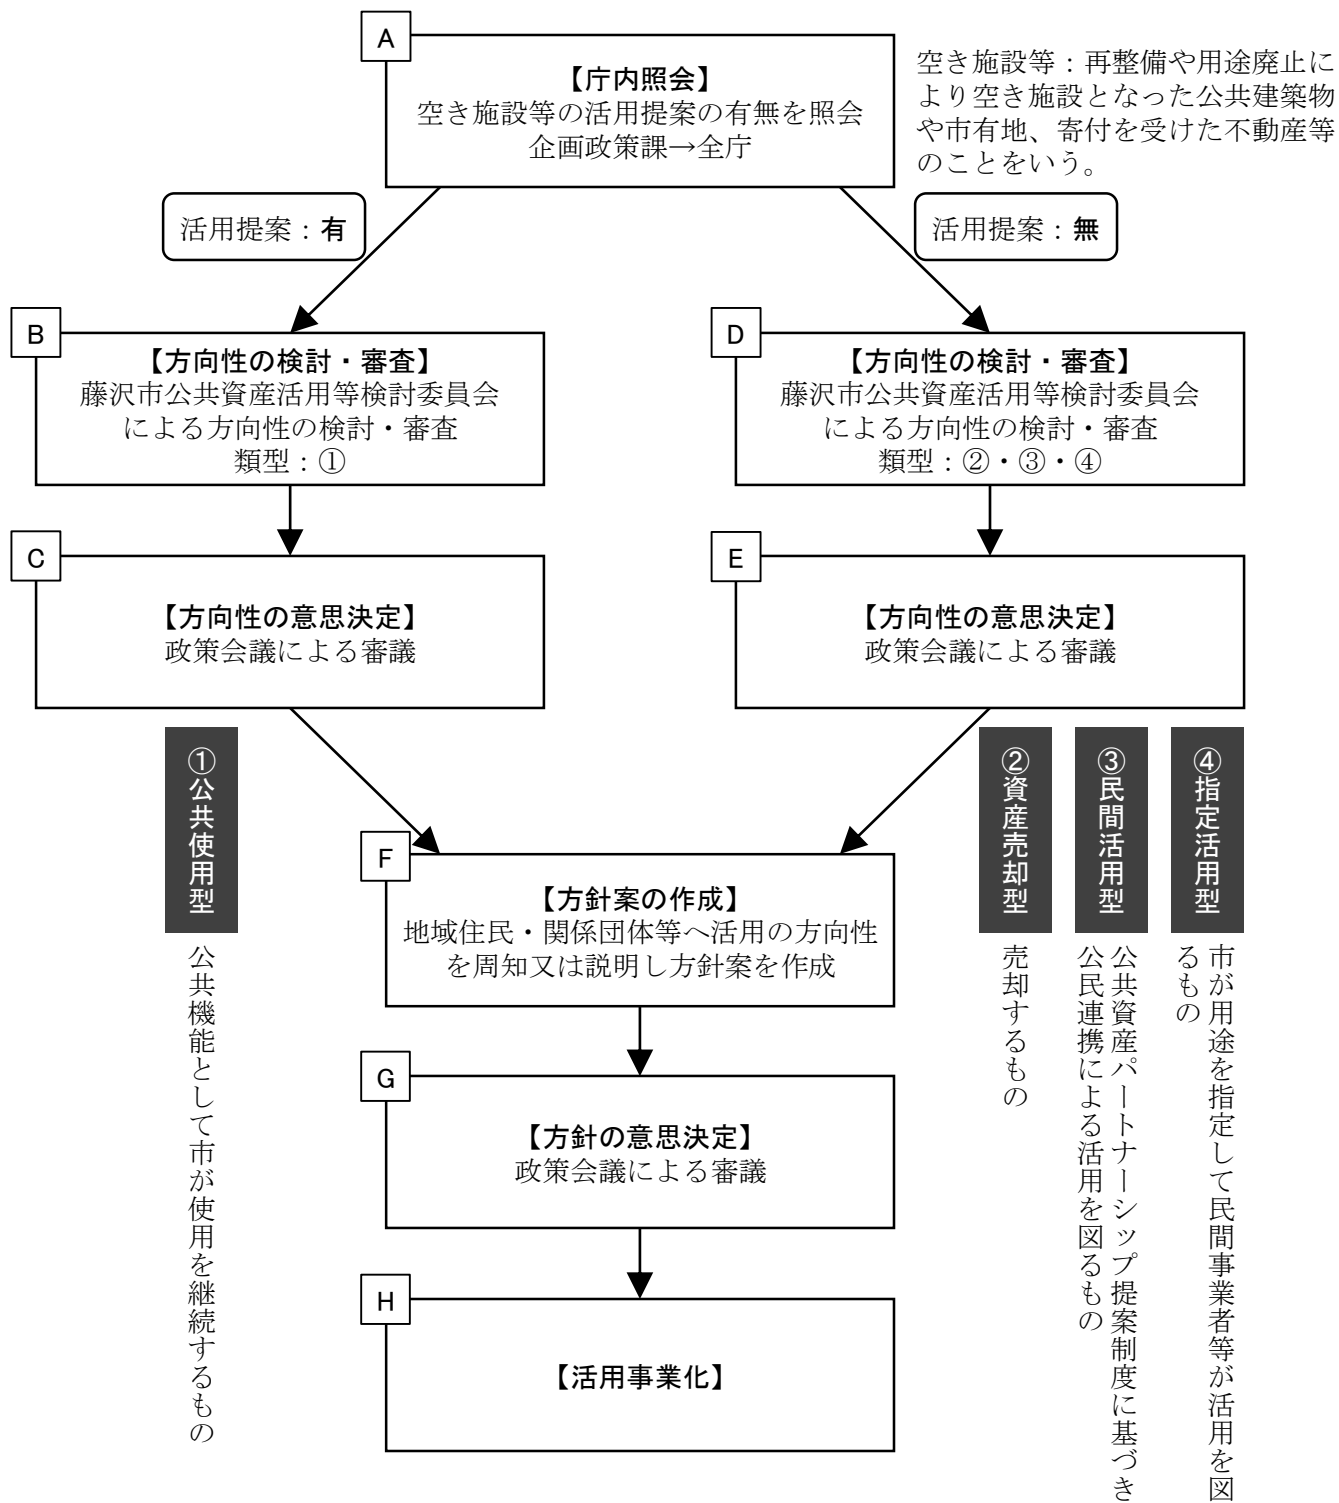 A
【庁内照会】
空き施設等の活用提案の有無を照会
企画政策課→全庁
空き施設等：再整備や用途廃止に
より空き施設となった公共建築物
や市有地、寄付を受けた不動産等
のことをいう。
活用提案：有
活用提案：無
B
【方向性の検討・審査】
藤沢市公共資産活用等検討委員会
による方向性の検討・審査
類型：①
D
【方向性の検討・審査】
藤沢市公共資産活用等検討委員会
による方向性の検討・審査
類型：②・③・④
C
【方向性の意思決定】
政策会議による審議
E
【方向性の意思決定】
政策会議による審議
①公共使用型
公共機能として市が使用を継続するもの
②資産売却型
売却するもの
③民間活用型
公共資産パートナーシップ提案制度に基づき
公民連携による活用を図るもの
④指定活用型
市が用途を指定して民間事業者等が活用を図
るもの
F
【方針案の作成】
地域住民・関係団体等へ活用の方向性
を周知又は説明し方針案を作成
G
【方針の意思決定】
政策会議による審議
H
【活用事業化】